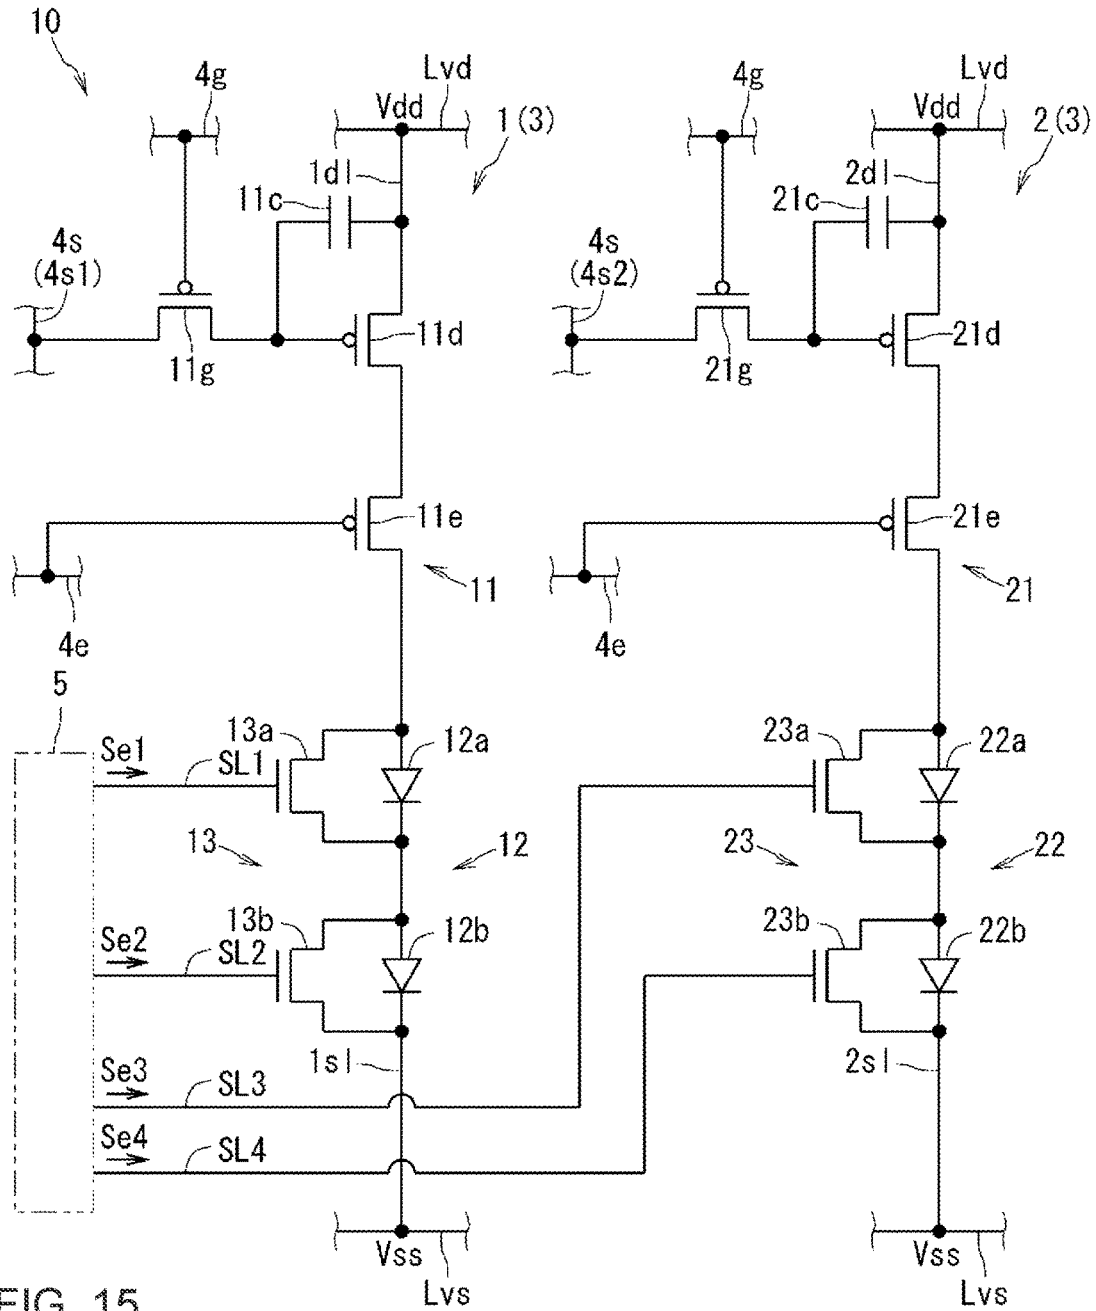 10
4g
Lvd
4g
Lvd
Vdd
1(3)
Vdd
2(3)
1dl
2dl
11c
21c
4s
(4s1)
4s
(4s2)
11d
21d
11g
21g
11e
21e
11
21
4e
4e
5
13a
23a
Se1
SL1
12a
22a
13
12
23
22
13b
23b
Se2
SL2
12b
22b
1sl
2sl
Se3
SL3
Se4
SL4
Vss
Vss
Lvs
Lvs
FIG. 15